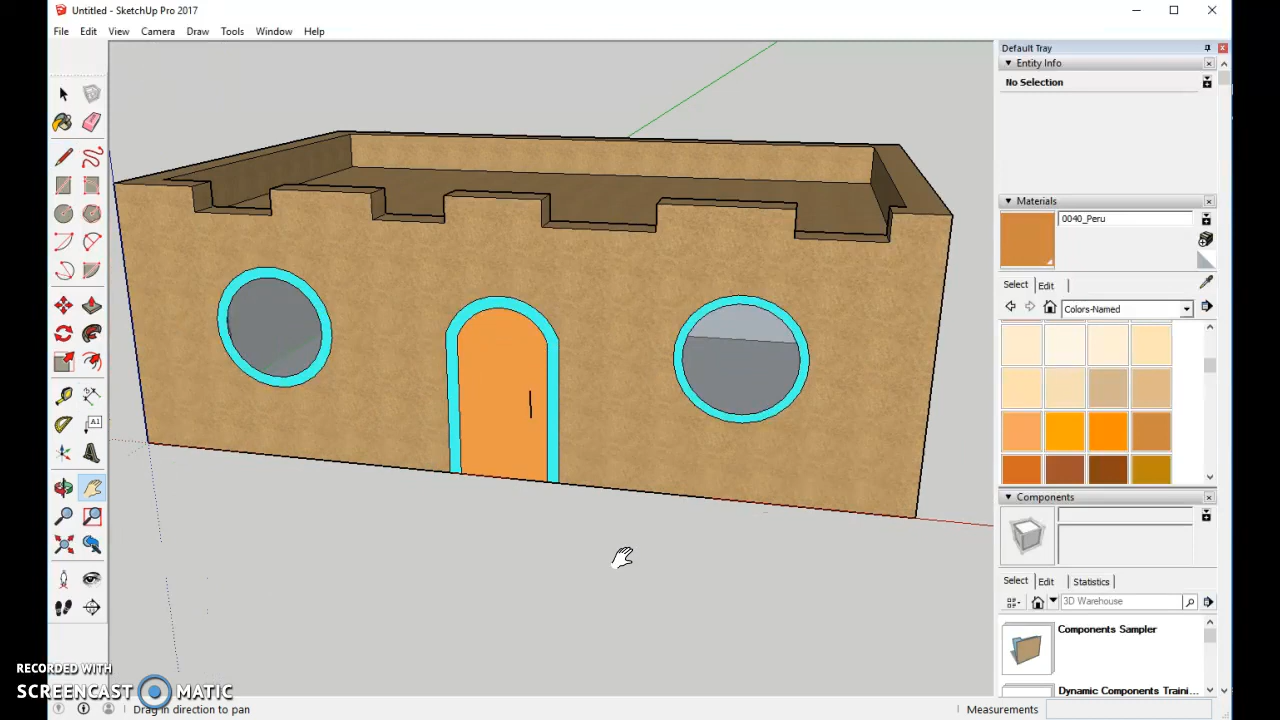 Untitled - SketchUp Pro 2017
File Edit View Camera Draw Tools Window Help
Default Tray
Entity Info
No Selection
Materials
0040_Peru
Select Edit
Colors-Named
A1
Components
Select Edit Statistics
3D Warehouse
Components Sampler
Dynamic Components Traini...
RECORDED WITH
SCREENCAST MATIC
Drag in direction to pan
Measurements